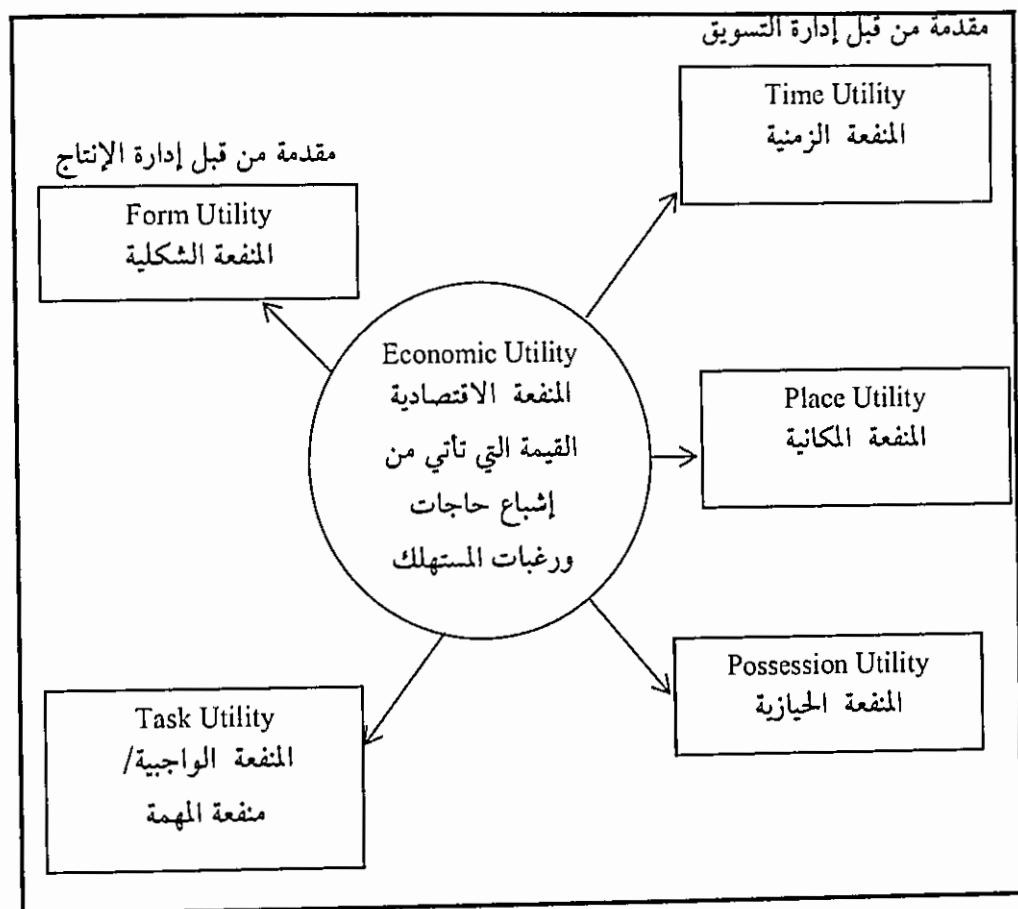 مقدمة من قبل إدارة التسويق
Time Utility
المنفعة الزمنية
مقدمة من قبل إدارة الإنتاج
Form Utility
المنفعة الشكلية
Economic Utility
المنفعة الاقتصادية
القيمة التي تأتي من
إشباع حاجات
ورغبات المستهلك
Place Utility
المنفعة المكانية
Possession Utility
المنفعة الحيازية
Task Utility
المنفعة الواجبية/
منفعة المهمة